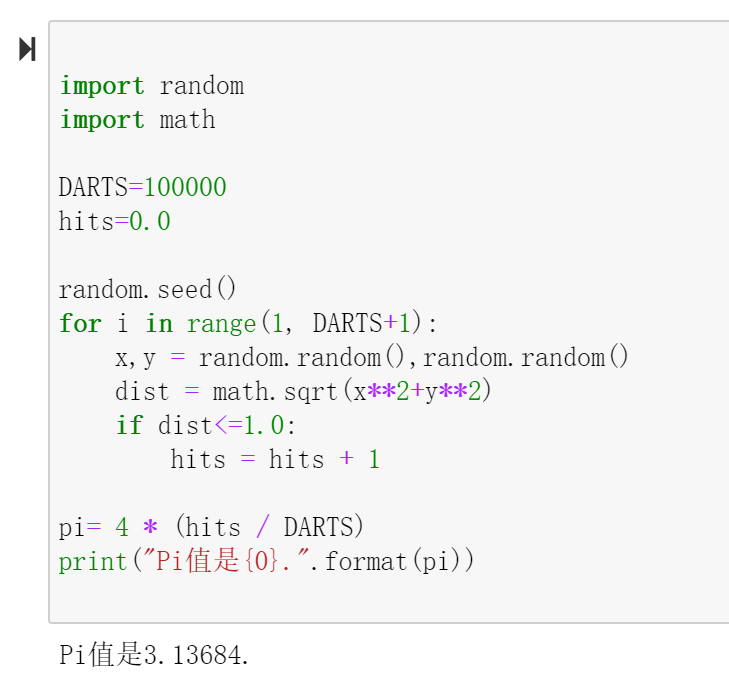 import random
import math
DARTS=100000
hits=0.0
random.seed()
for i in range(1, DARTS+1):
    x,y = random.random(),random.random()
    dist = math.sqrt(x**2+y**2)
    if dist<=1.0:
        hits = hits + 1
pi= 4 * (hits / DARTS)
print("Pi值是{0}.".format(pi))
Pi值是3.13684.